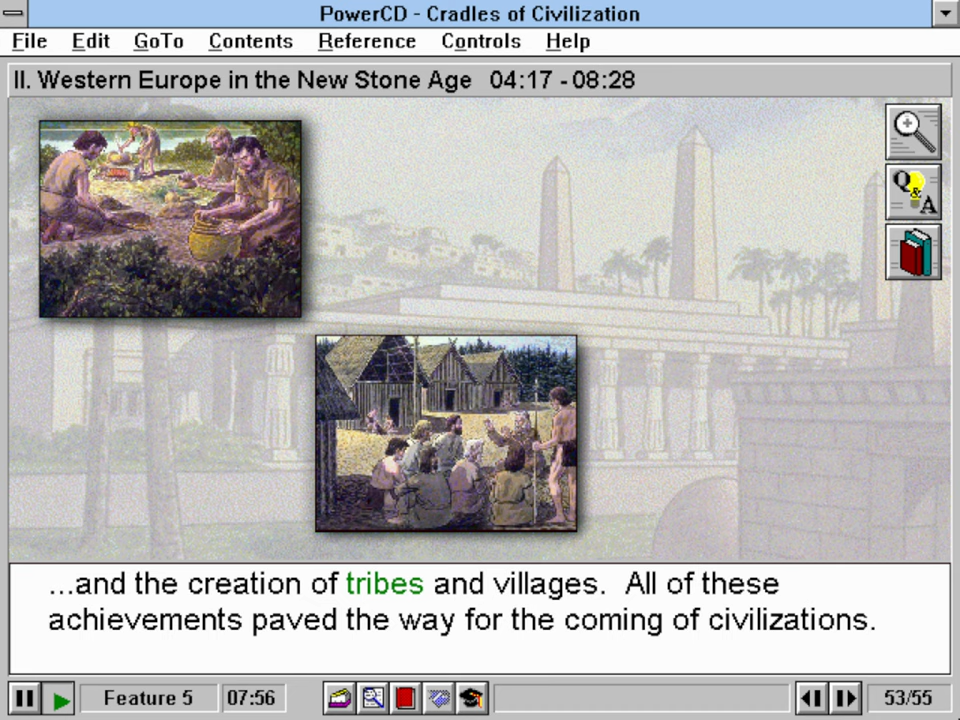 PowerCD - Cradles of Civilization
File Edit GoTo Contents Reference Controls Help
II. Western Europe in the New Stone Age 04:17 - 08:28
Q & A
...and the creation of tribes and villages. All of these
achievements paved the way for the coming of civilizations.
Feature 5 07:56 53/55